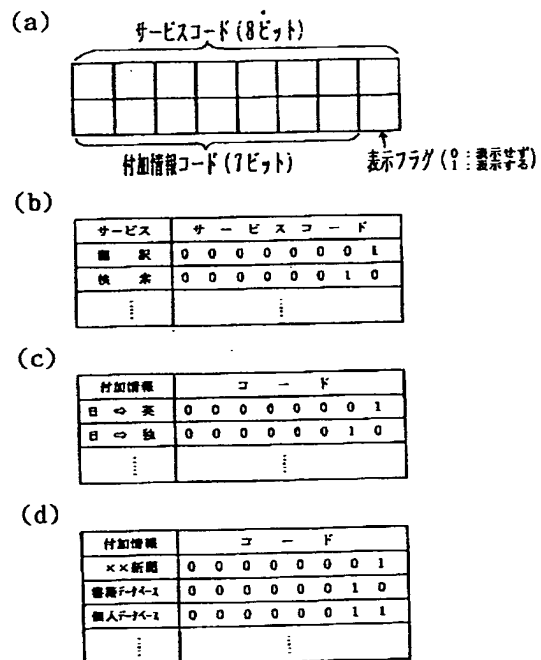 (a)
サービスコード(8ビット)
付加情報コード(7ビット)
表示フラグ(0:表示せず
1:表示する)
(b)
サービス サービスコード
翻訳 0 0 0 0 0 0 0 1
検索 0 0 0 0 0 0 1 0
⋮ ⋮
(c)
付加情報 コード
日 ⇨ 英 0 0 0 0 0 0 0 1
日 ⇨ 独 0 0 0 0 0 0 1 0
⋮ ⋮
(d)
付加情報 コード
××新聞 0 0 0 0 0 0 0 1
書籍データベース 0 0 0 0 0 0 1 0
個人データベース 0 0 0 0 0 0 1 1
⋮ ⋮